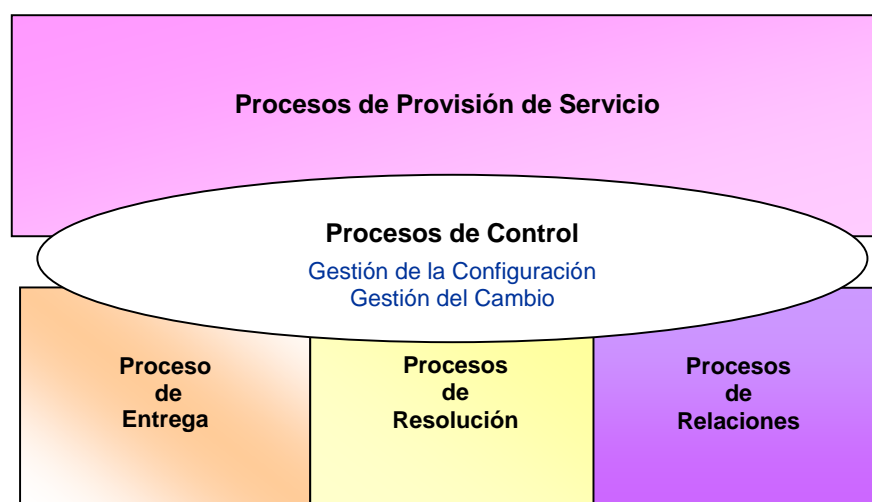 Procesos de Provisión de Servicio
Procesos de Control
Gestión de la Configuración
Gestión del Cambio
Proceso
de
Entrega
Procesos
de
Resolución
Procesos
de
Relaciones